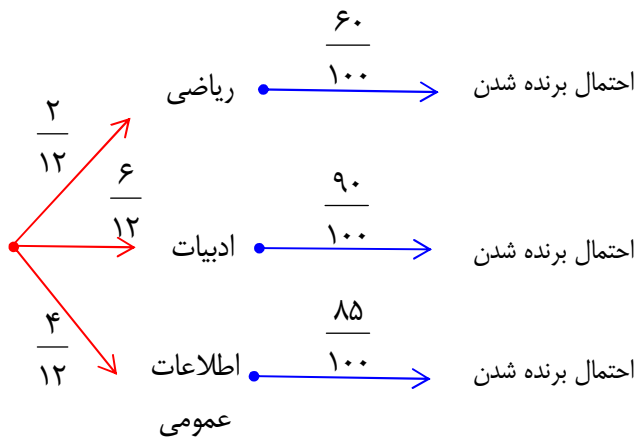 ۶۰
۱۰۰
ریاضی
احتمال برنده شدن
۲
۱۲
۶
۱۲
۹۰
۱۰۰
ادبیات
احتمال برنده شدن
۴
۱۲
۸۵
۱۰۰
اطلاعات
عمومی
احتمال برنده شدن